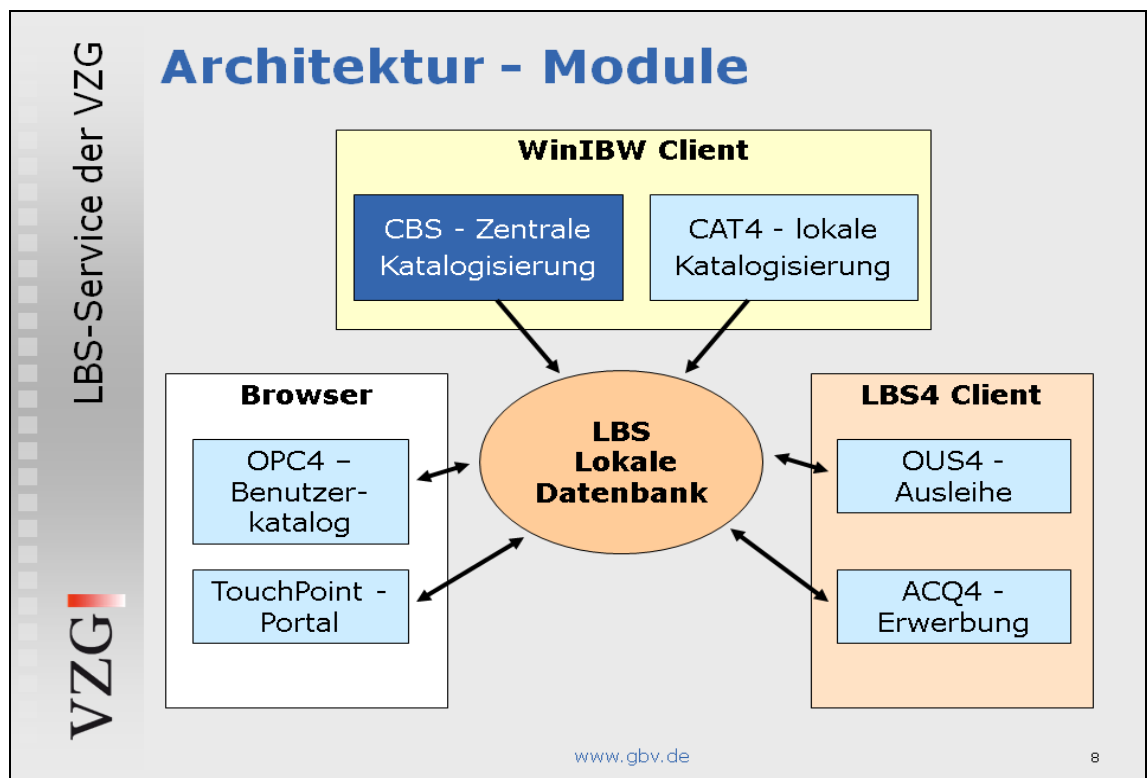 LBS-Service der VZG
VZG
Architektur - Module
WinIBW Client
CBS - Zentrale
Katalogisierung
CAT4 - lokale
Katalogisierung
Browser
OPC4 –
Benutzer-
katalog
TouchPoint -
Portal
LBS
Lokale
Datenbank
LBS4 Client
OUS4 -
Ausleihe
ACQ4 -
Erwerbung
www.gbv.de
8